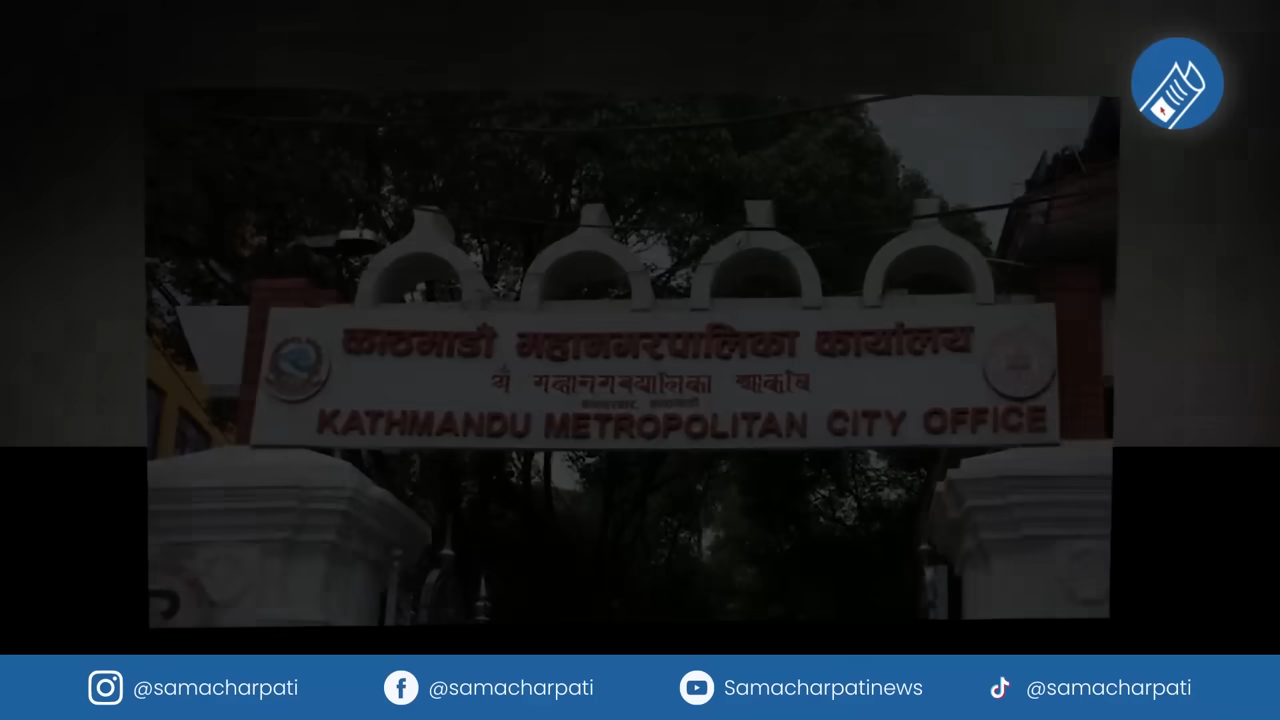 काठमाडौं महानगरपालिका कार्यालय
KATHMANDU METROPOLITAN CITY OFFICE
@samacharpati
@samacharpati
Samacharpatinews
@samacharpati